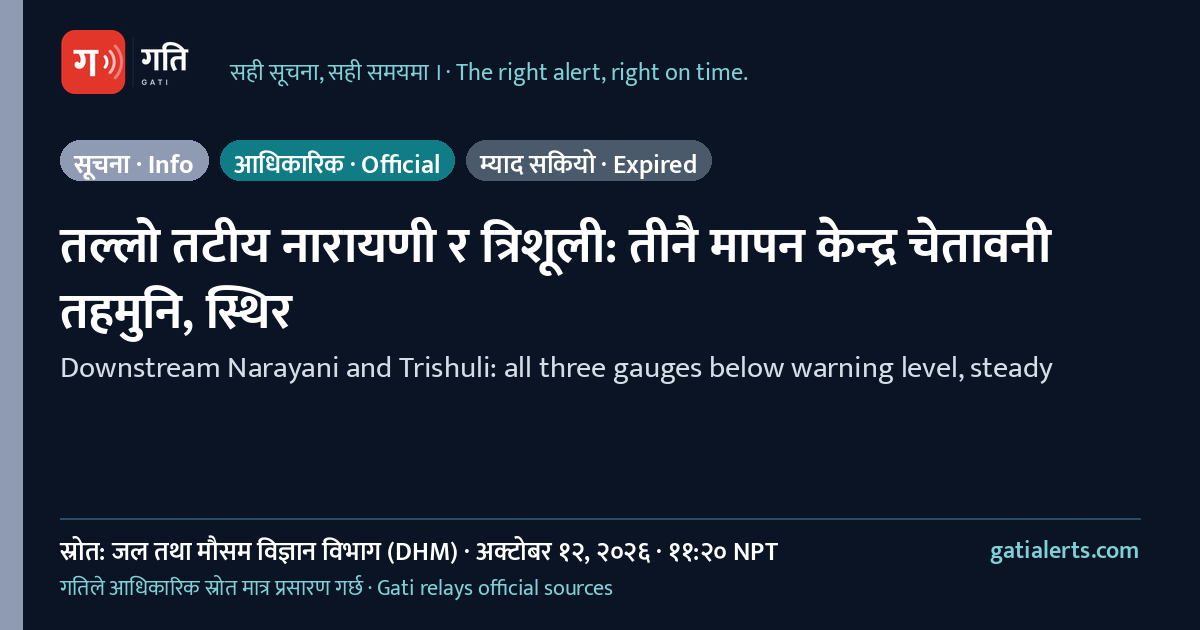 ग गति
GATI
सही सूचना, सही समयमा । · The right alert, right on time.
सूचना · Info आधिकारिक · Official म्याद सकियो · Expired
तल्लो तटीय नारायणी र त्रिशूली: तीनै मापन केन्द्र चेतावनी
तहमुनि, स्थिर
Downstream Narayani and Trishuli: all three gauges below warning level, steady
स्रोत: जल तथा मौसम विज्ञान विभाग (DHM) · अक्टोबर १२, २०२६ · ११:२० NPT
gatialerts.com
गतिले आधिकारिक स्रोत मात्र प्रसारण गर्छ · Gati relays official sources